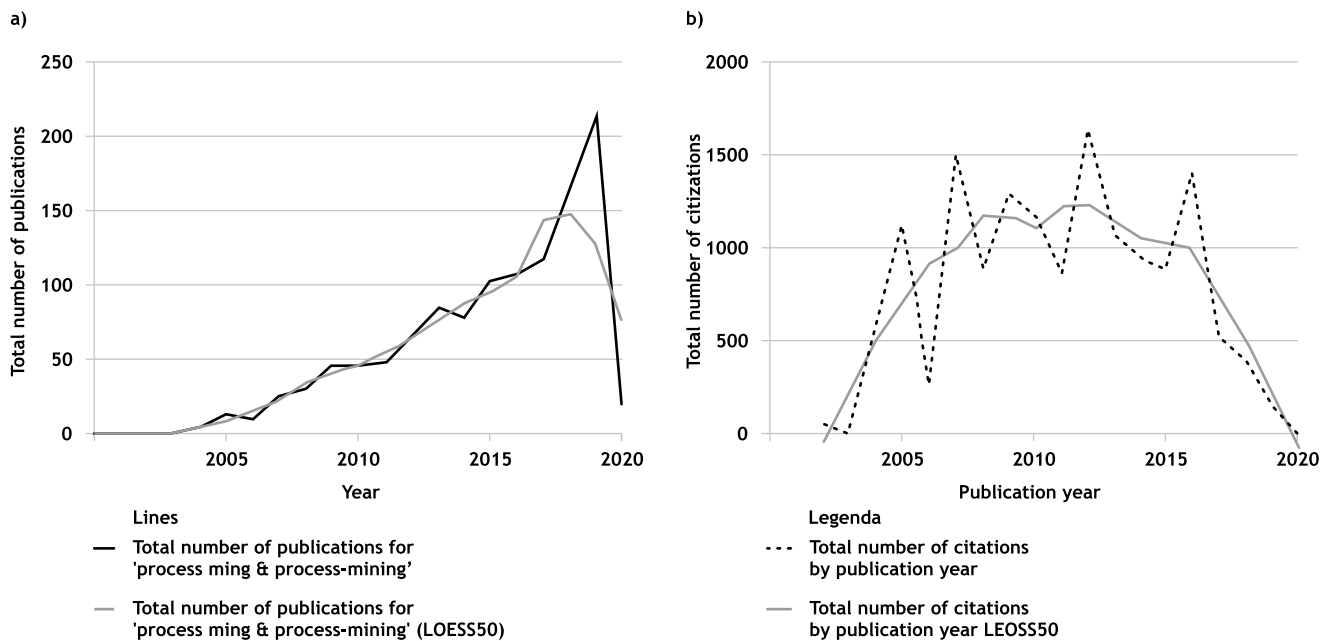 a)
250
200
150
100
50
0
Total number of publications
2005 2010 2015 2020
Year
Lines
Total number of publications for
'process ming & process-mining’
Total number of publications for
'process ming & process-mining' (LOESS50)
b)
2000
1500
1000
500
0
Total number of citizations
2005 2010 2015 2020
Publication year
Legenda
Total number of citations
by publication year
Total number of citations
by publication year LEOSS50